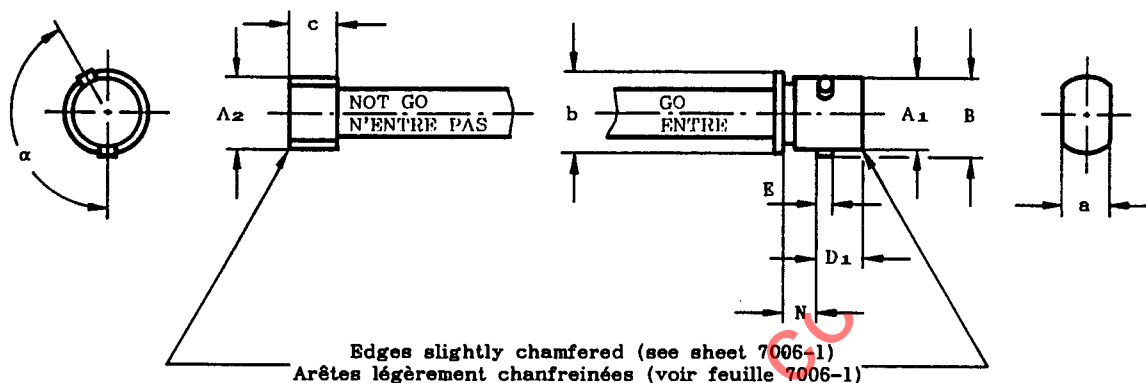 c
A2
NOT GO
N'ENTRE PAS
α
b
GO
ENTRE
A1
B
a
E
D1
N
Edges slightly chamfered (see sheet 7006-1)
Arêtes légèrement chanfreinées (voir feuille 7006-1)